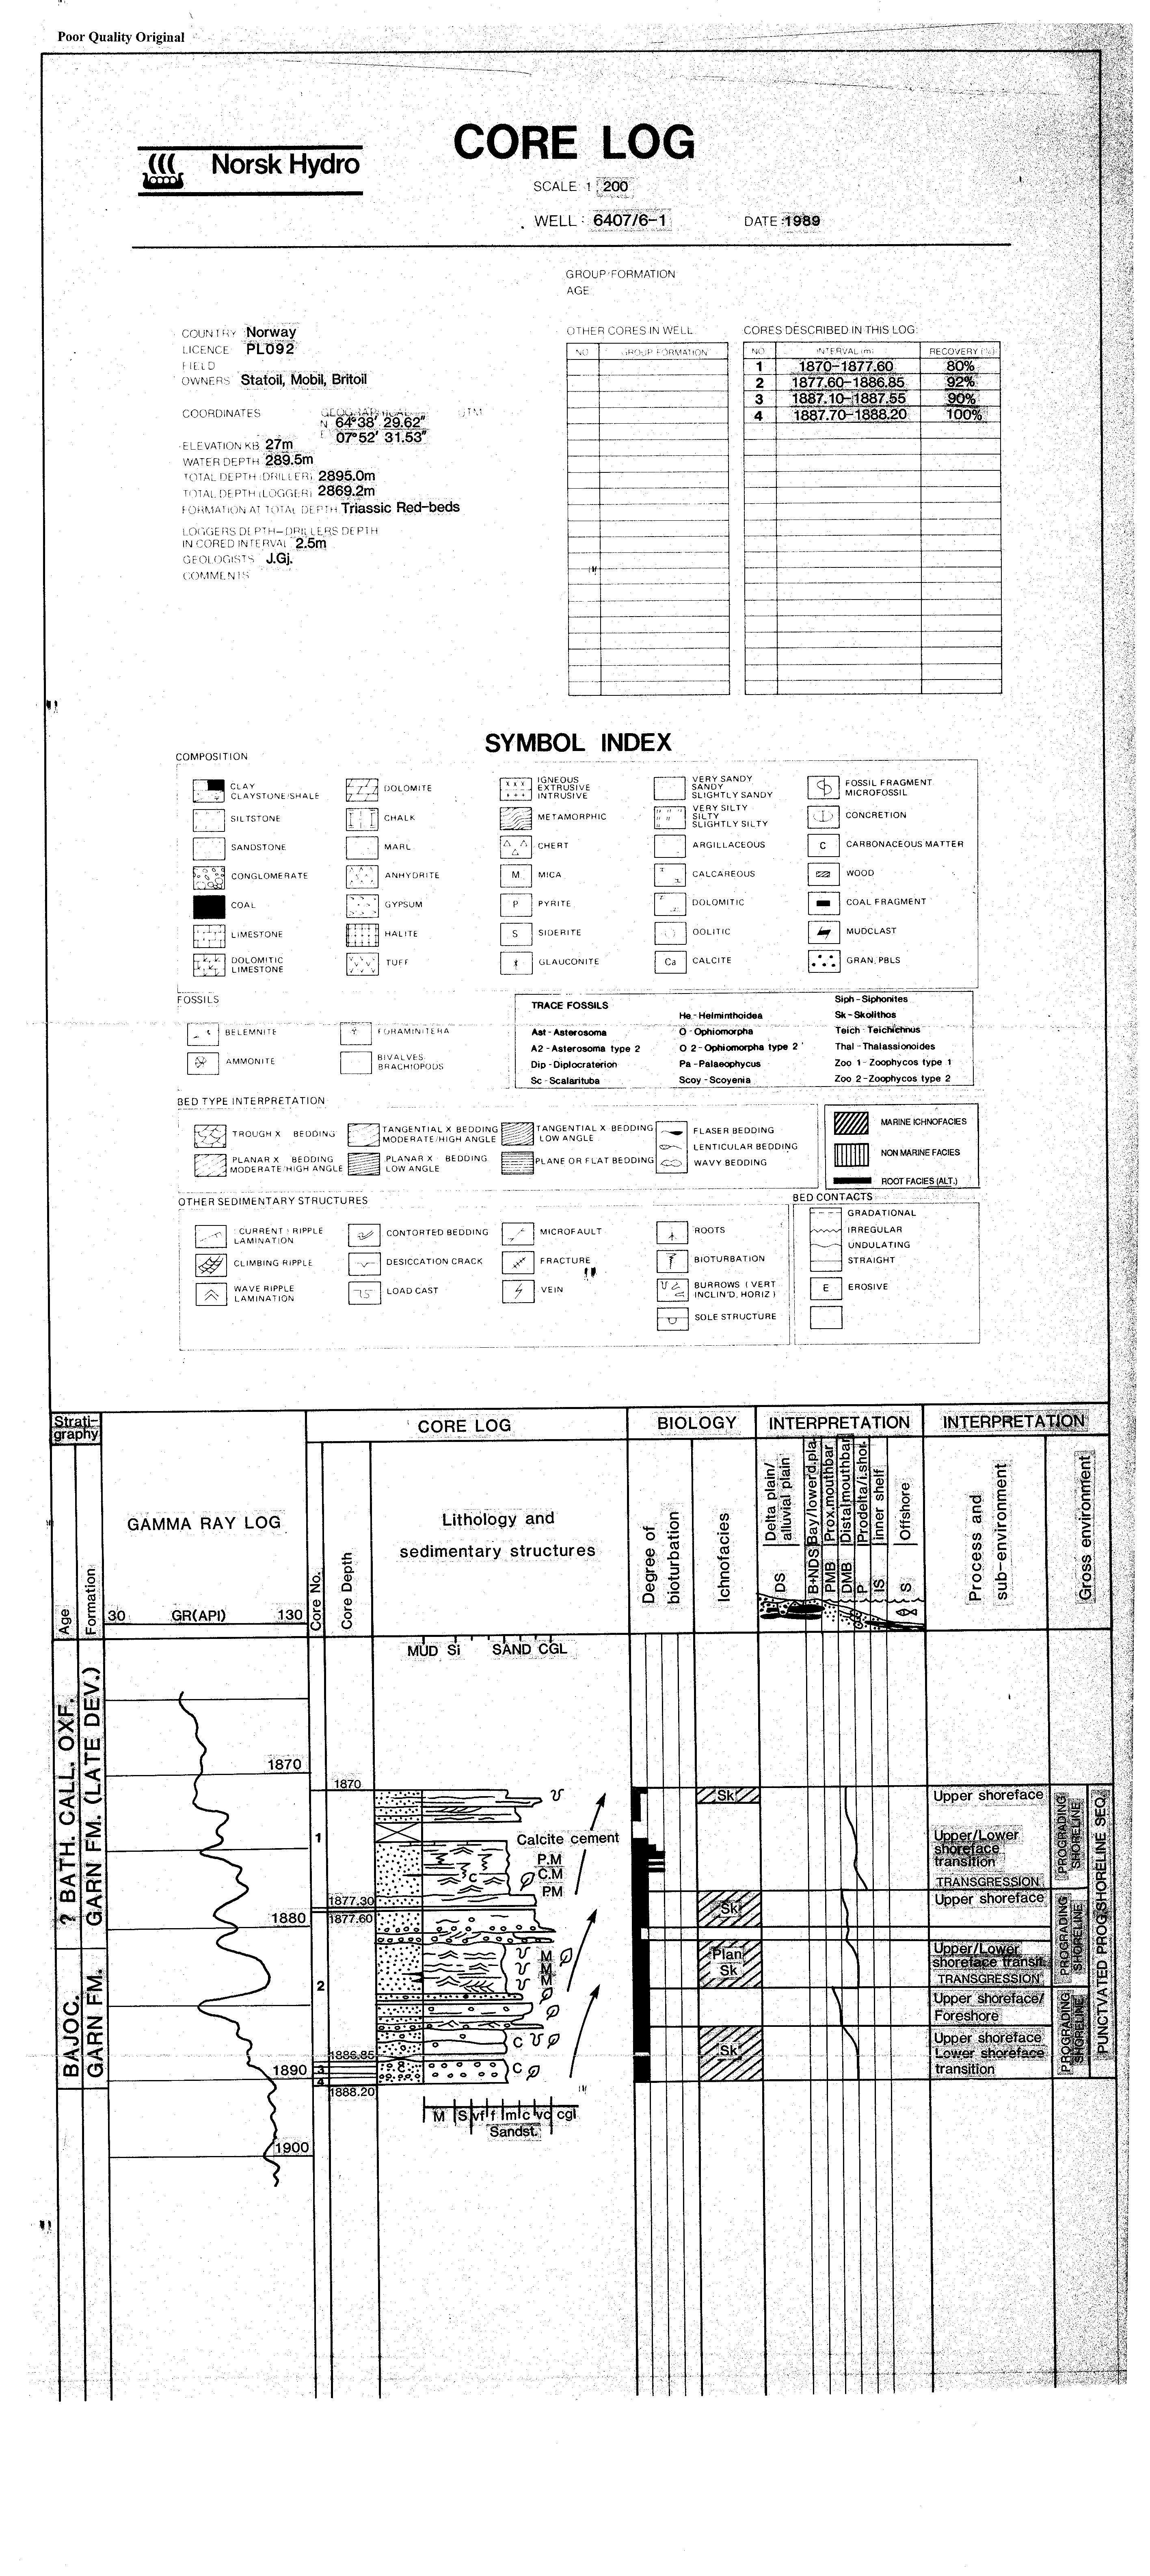 Poor Quality Original
CORE LOG
Norsk Hydro
SCALE 1 : 200
WELL : 6407/6-1
DATE : 1989
GROUP FORMATION
AGE
COUNTRY Norway
LICENCE PL092
FIELD
OWNERS Statoil, Mobil, Britoil
COORDINATES GEOGRAPHICAL UTM
N 64°38' 29.62"
E 07°52' 31.53"
ELEVATION KB 27m
WATER DEPTH 289.5m
TOTAL DEPTH (DRILLER) 2895.0m
TOTAL DEPTH (LOGGER) 2869.2m
FORMATION AT TOTAL DEPTH Triassic Red-beds
LOGGERS DEPTH-DRILLERS DEPTH
IN CORED INTERVAL 2.5m
GEOLOGISTS J.Gj.
COMMENTS
OTHER CORES IN WELL
NO GROUP FORMATION
CORES DESCRIBED IN THIS LOG:
NO INTERVAL (m) RECOVERY (%)
1 1870-1877.60 80%
2 1877.60-1886.85 92%
3 1887.10-1887.55 90%
4 1887.70-1888.20 100%
SYMBOL INDEX
COMPOSITION
CLAY
CLAYSTONE/SHALE
SILTSTONE
SANDSTONE
CONGLOMERATE
COAL
LIMESTONE
DOLOMITIC
LIMESTONE
DOLOMITE
CHALK
MARL
ANHYDRITE
GYPSUM
HALITE
TUFF
IGNEOUS
EXTRUSIVE
INTRUSIVE
METAMORPHIC
CHERT
M MICA
P PYRITE
S SIDERITE
GLAUCONITE
VERY SANDY
SANDY
SLIGHTLY SANDY
VERY SILTY
SILTY
SLIGHTLY SILTY
ARGILLACEOUS
CALCAREOUS
DOLOMITIC
OOLITIC
Ca CALCITE
FOSSIL FRAGMENT
MICROFOSSIL
CONCRETION
C CARBONACEOUS MATTER
WOOD
COAL FRAGMENT
MUDCLAST
GRAN, PBLS
FOSSILS
BELEMNITE
AMMONITE
FORAMINIFERA
BIVALVES
BRACHIOPODS
TRACE FOSSILS
Ast - Asterosoma
A2 - Asterosoma type 2
Dip - Diplocraterion
Sc - Scalarituba
He - Helminthoidea
O - Ophiomorpha
O 2 - Ophiomorpha type 2
Pa - Palaeophycus
Scoy - Scoyenia
Siph - Siphonites
Sk - Skolithos
Teich - Teichichnus
Thal - Thalassionoides
Zoo 1 - Zoophycos type 1
Zoo 2 - Zoophycos type 2
BED TYPE INTERPRETATION
TROUGH X BEDDING
PLANAR X BEDDING
MODERATE/HIGH ANGLE
TANGENTIAL X BEDDING
MODERATE/HIGH ANGLE
PLANAR X BEDDING
LOW ANGLE
TANGENTIAL X BEDDING
LOW ANGLE
PLANE OR FLAT BEDDING
FLASER BEDDING
LENTICULAR BEDDING
WAVY BEDDING
MARINE ICHNOFACIES
NON MARINE FACIES
ROOT FACIES (ALT.)
OTHER SEDIMENTARY STRUCTURES
(CURRENT) RIPPLE
LAMINATION
CLIMBING RIPPLE
WAVE RIPPLE
LAMINATION
CONTORTED BEDDING
DESICCATION CRACK
LOAD CAST
MICROFAULT
FRACTURE
VEIN
ROOTS
BIOTURBATION
BURROWS (VERT
INCLIN'D, HORIZ)
SOLE STRUCTURE
BED CONTACTS
GRADATIONAL
IRREGULAR
UNDULATING
STRAIGHT
E EROSIVE
Strati-
graphy
Age
Formation
GAMMA RAY LOG
30 GR(API) 130
CORE LOG
Core No.
Core Depth
Lithology and
sedimentary structures
BIOLOGY
Degree of
bioturbation
Ichnofacies
INTERPRETATION
Delta plain/
alluvial plain
Bay/lowerd.pla.
Prox.mouthbar
Distal mouthbar
Prodelta/i.shor.
inner shelf
Offshore
DS
B+NDS
PMB
DMB
P
IS
S
INTERPRETATION
Process and
sub-environment
Gross environment
MUD Si SAND CGL
? BATH. CALL. OXF.
GARN FM. (LATE DEV.)
BAJOC.
GARN FM.
1870
1880
1890
1900
1
2
3
4
1870
1877.30
1877.60
1886.85
1888.20
Calcite cement
P.M
C.M
PM
C
M
M
M
C
C
M S vf f m c vc cgl
Sandst.
Sk
Sk
Plan
Sk
Sk
Upper shoreface
Upper/Lower
shoreface
transition
TRANSGRESSION
Upper shoreface
Upper/Lower
shoreface transit.
TRANSGRESSION
Upper shoreface/
Foreshore
Upper shoreface
Lower shoreface
transition
PROGRADING
SHORELINE
PROGRADING
SHORELINE
PROGRADING
SHORELINE
PUNCTVATED PROG.SHORELINE SEQ.